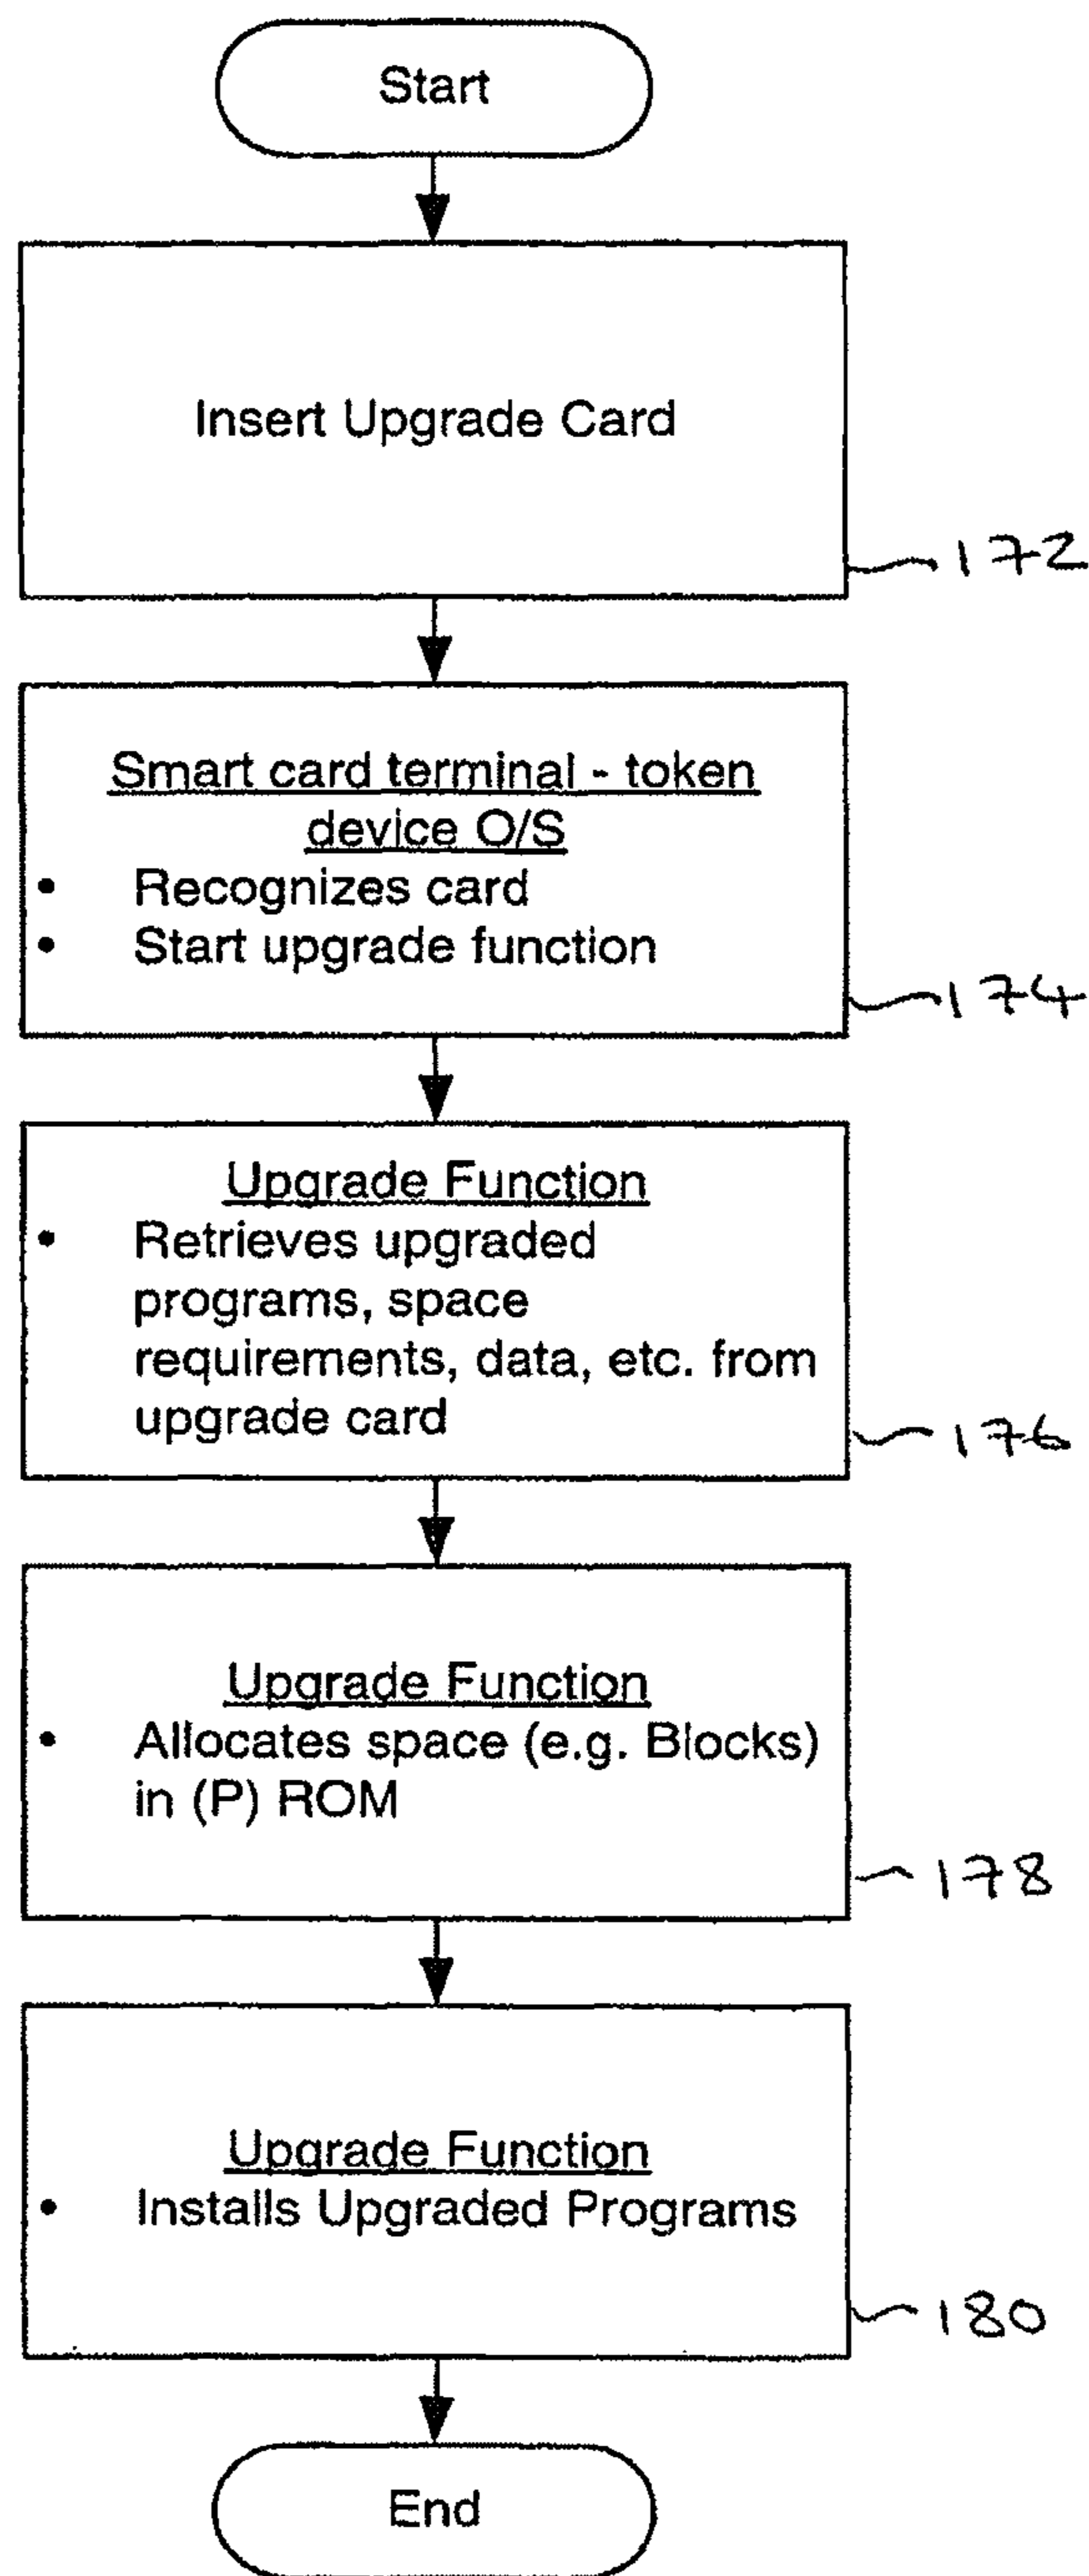 Start
Insert Upgrade Card
172
Smart card terminal - token
device O/S
• Recognizes card
• Start upgrade function
174
Upgrade Function
• Retrieves upgraded
programs, space
requirements, data, etc. from
upgrade card
176
Upgrade Function
• Allocates space (e.g. Blocks)
in (P) ROM
178
Upgrade Function
• Installs Upgraded Programs
180
End